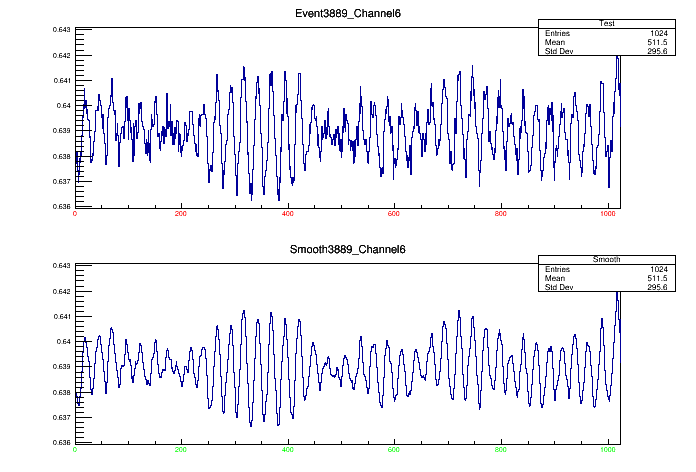 Event3889_Channel6
Test
Entries 1024
Mean 511.5
Std Dev 295.6
0.643
0.642
0.641
0.64
0.639
0.638
0.637
0.636
0 200 400 600 800 1000
Smooth3889_Channel6
Smooth
Entries 1024
Mean 511.5
Std Dev 295.6
0.643
0.642
0.641
0.64
0.639
0.638
0.637
0.636
0 200 400 600 800 1000